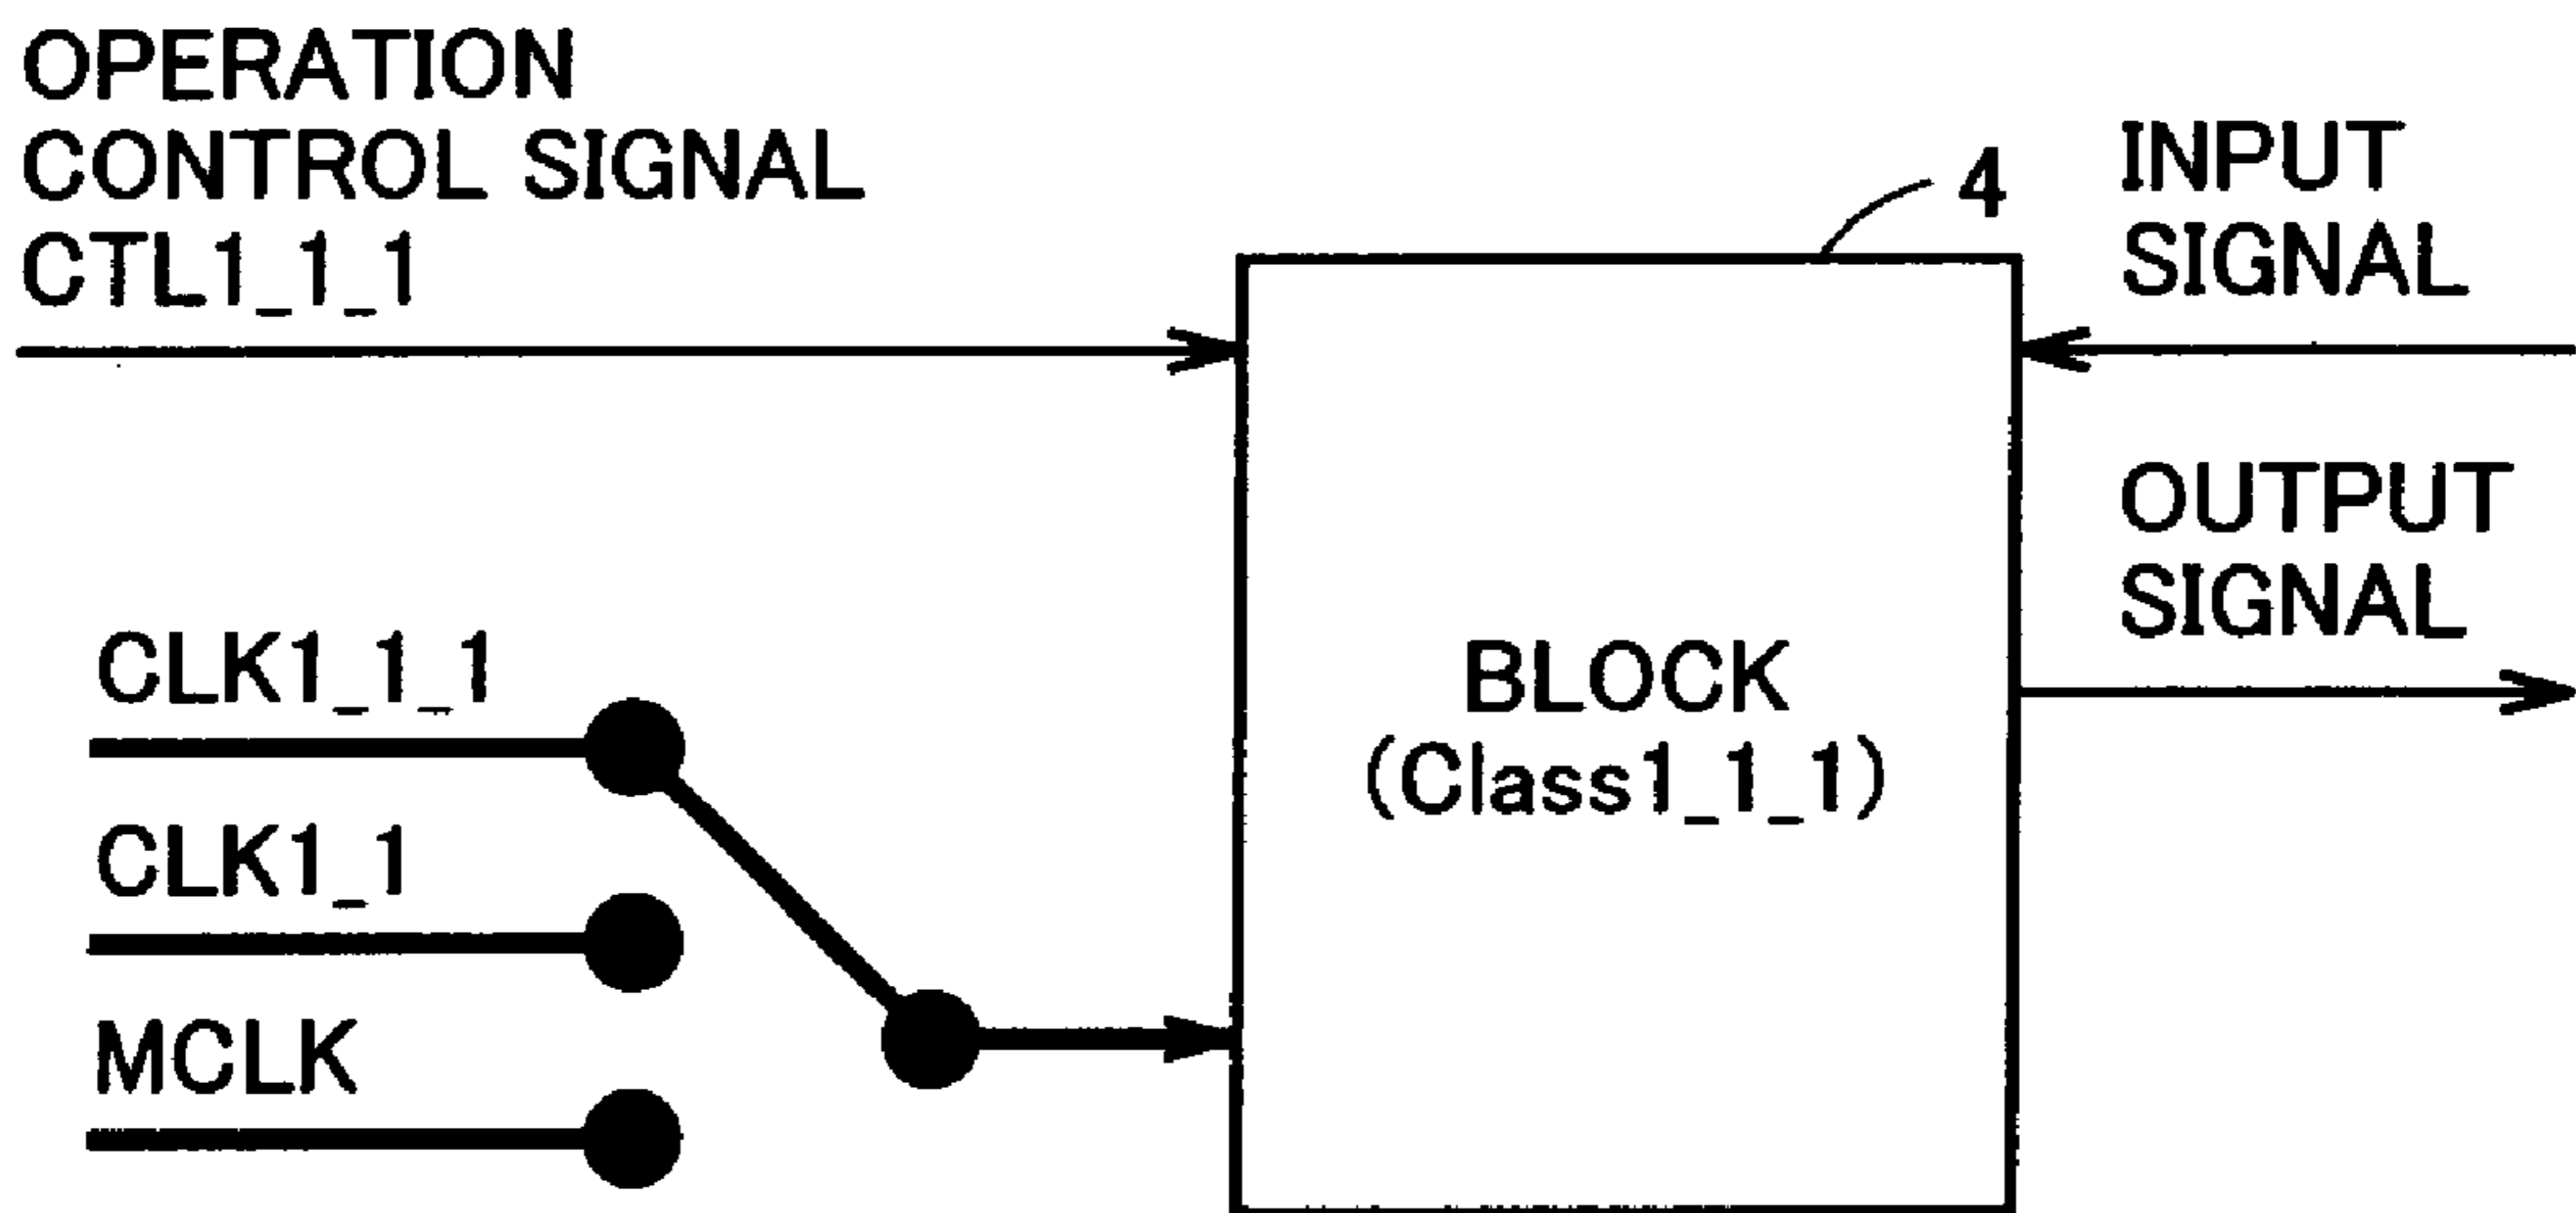 OPERATION
CONTROL SIGNAL
CTL1_1_1
4
INPUT
SIGNAL
OUTPUT
SIGNAL
CLK1_1_1
CLK1_1
MCLK
BLOCK
(Class1_1_1)